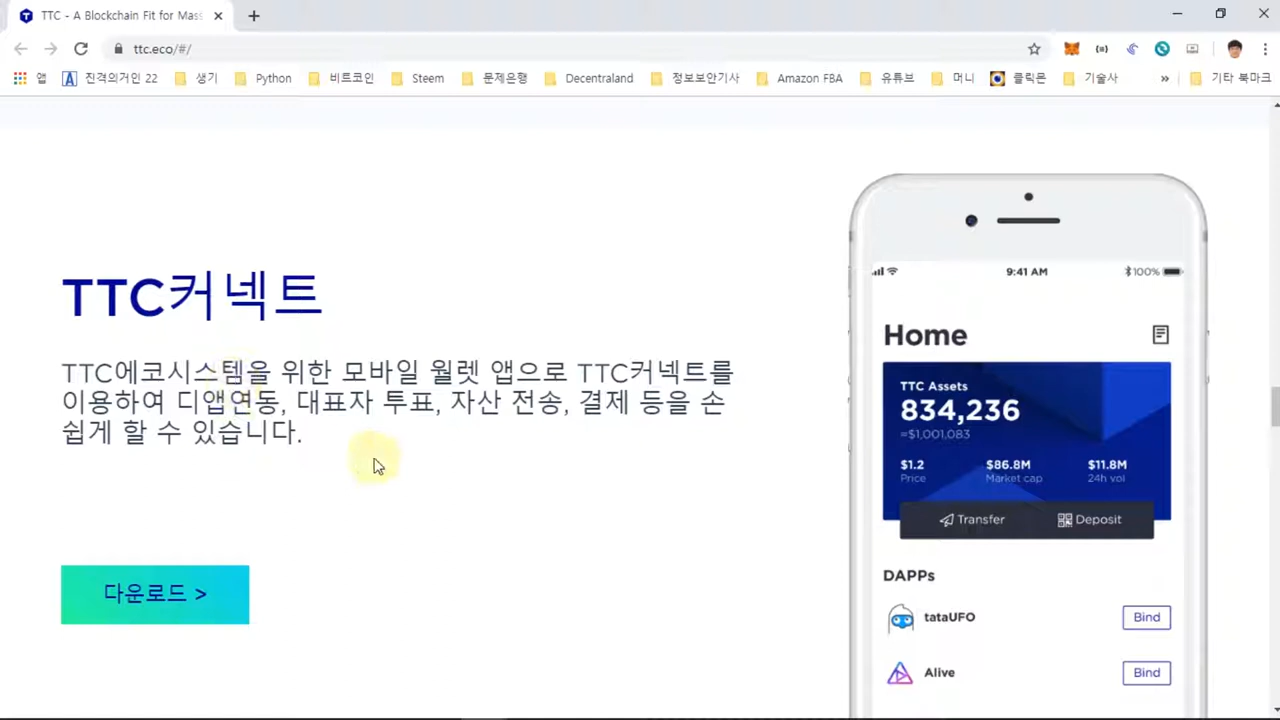 TTC - A Blockchain Fit for Mass
ttc.eco/#/
앱 진격의거인 22 생기 Python 비트코인 Steem 문제은행 Decentraland 정보보안기사 Amazon FBA 유튜브 머니 클릭몬 기술사 » 기타 북마크
TTC커넥트
TTC에코시스템을 위한 모바일 월렛 앱으로 TTC커넥트를
이용하여 디앱연동, 대표자 투표, 자산 전송, 결제 등을 손
쉽게 할 수 있습니다.
다운로드 >
9:41 AM 100%
Home
TTC Assets
834,236
≈$1,001,083
$1.2 $86.8M $11.8M
Price Market cap 24h vol
Transfer Deposit
DAPPs
tataUFO Bind
Alive Bind